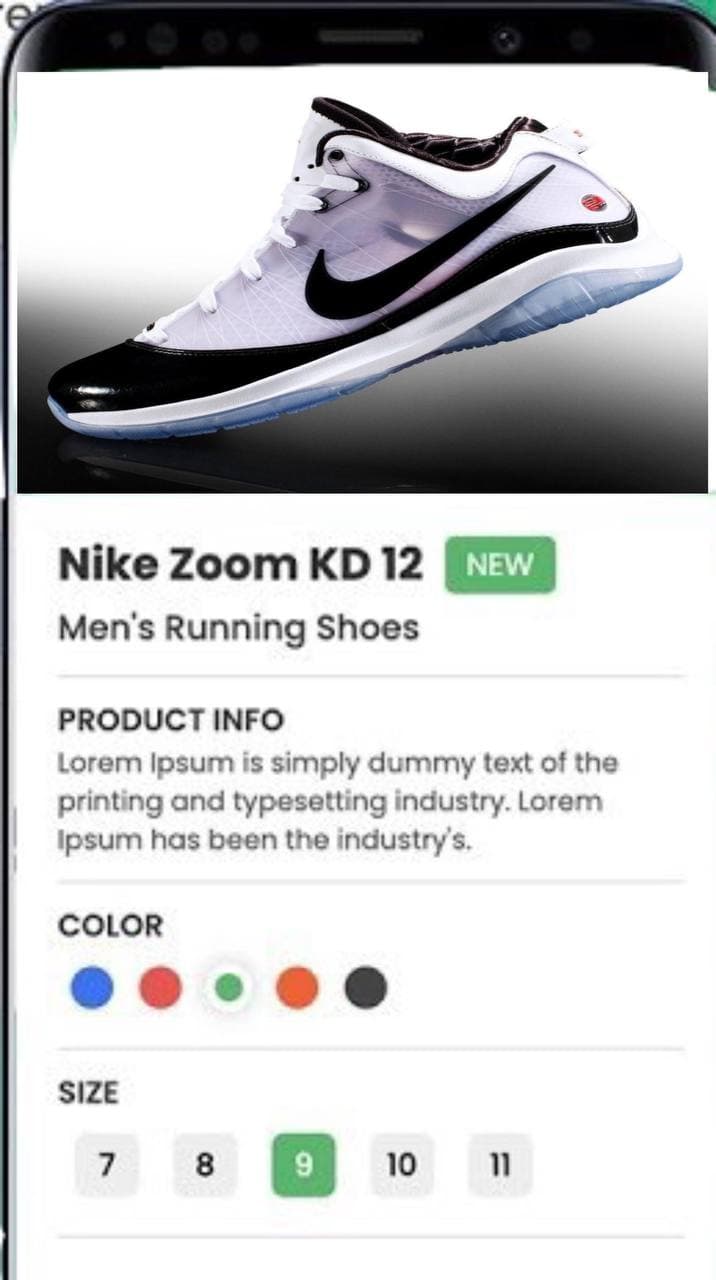 Nike Zoom KD 12 NEW
Men's Running Shoes
PRODUCT INFO
Lorem Ipsum is simply dummy text of the
printing and typesetting industry. Lorem
Ipsum has been the industry's.
COLOR
SIZE
7 8 9 10 11